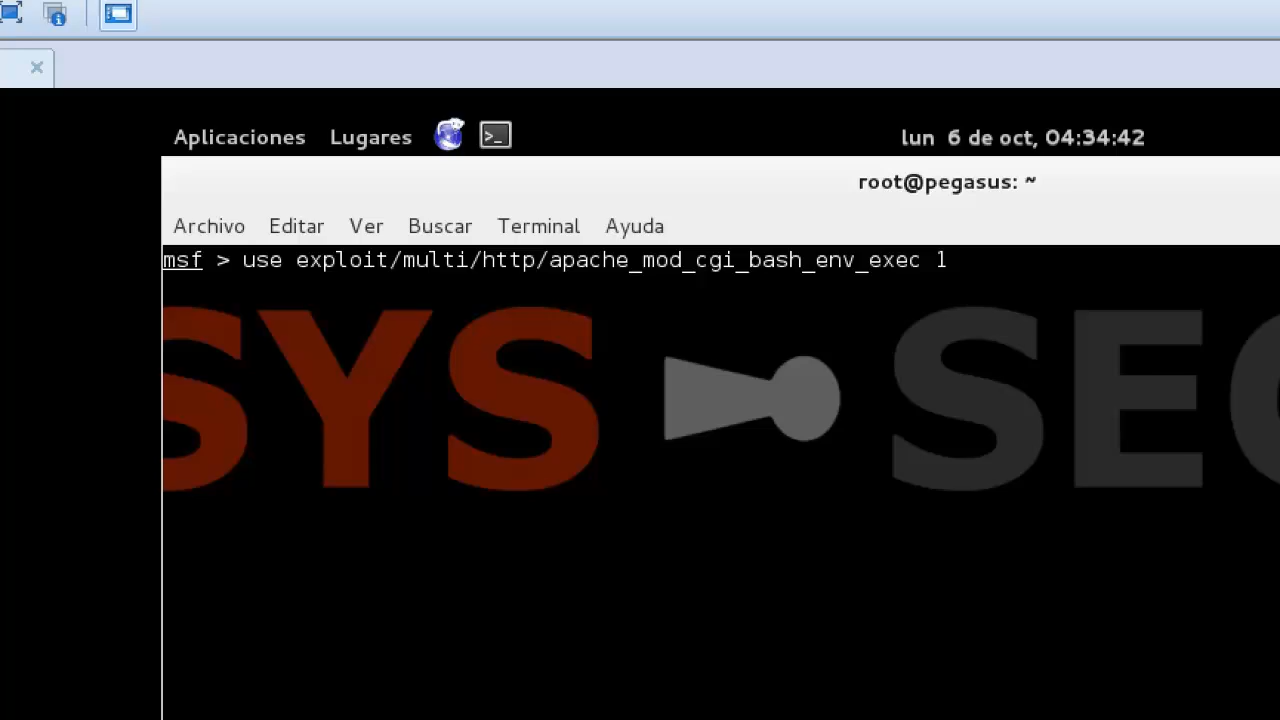 Aplicaciones Lugares lun 6 de oct, 04:34:42
root@pegasus: ~
Archivo Editar Ver Buscar Terminal Ayuda
msf > use exploit/multi/http/apache_mod_cgi_bash_env_exec 1
SYS SEC